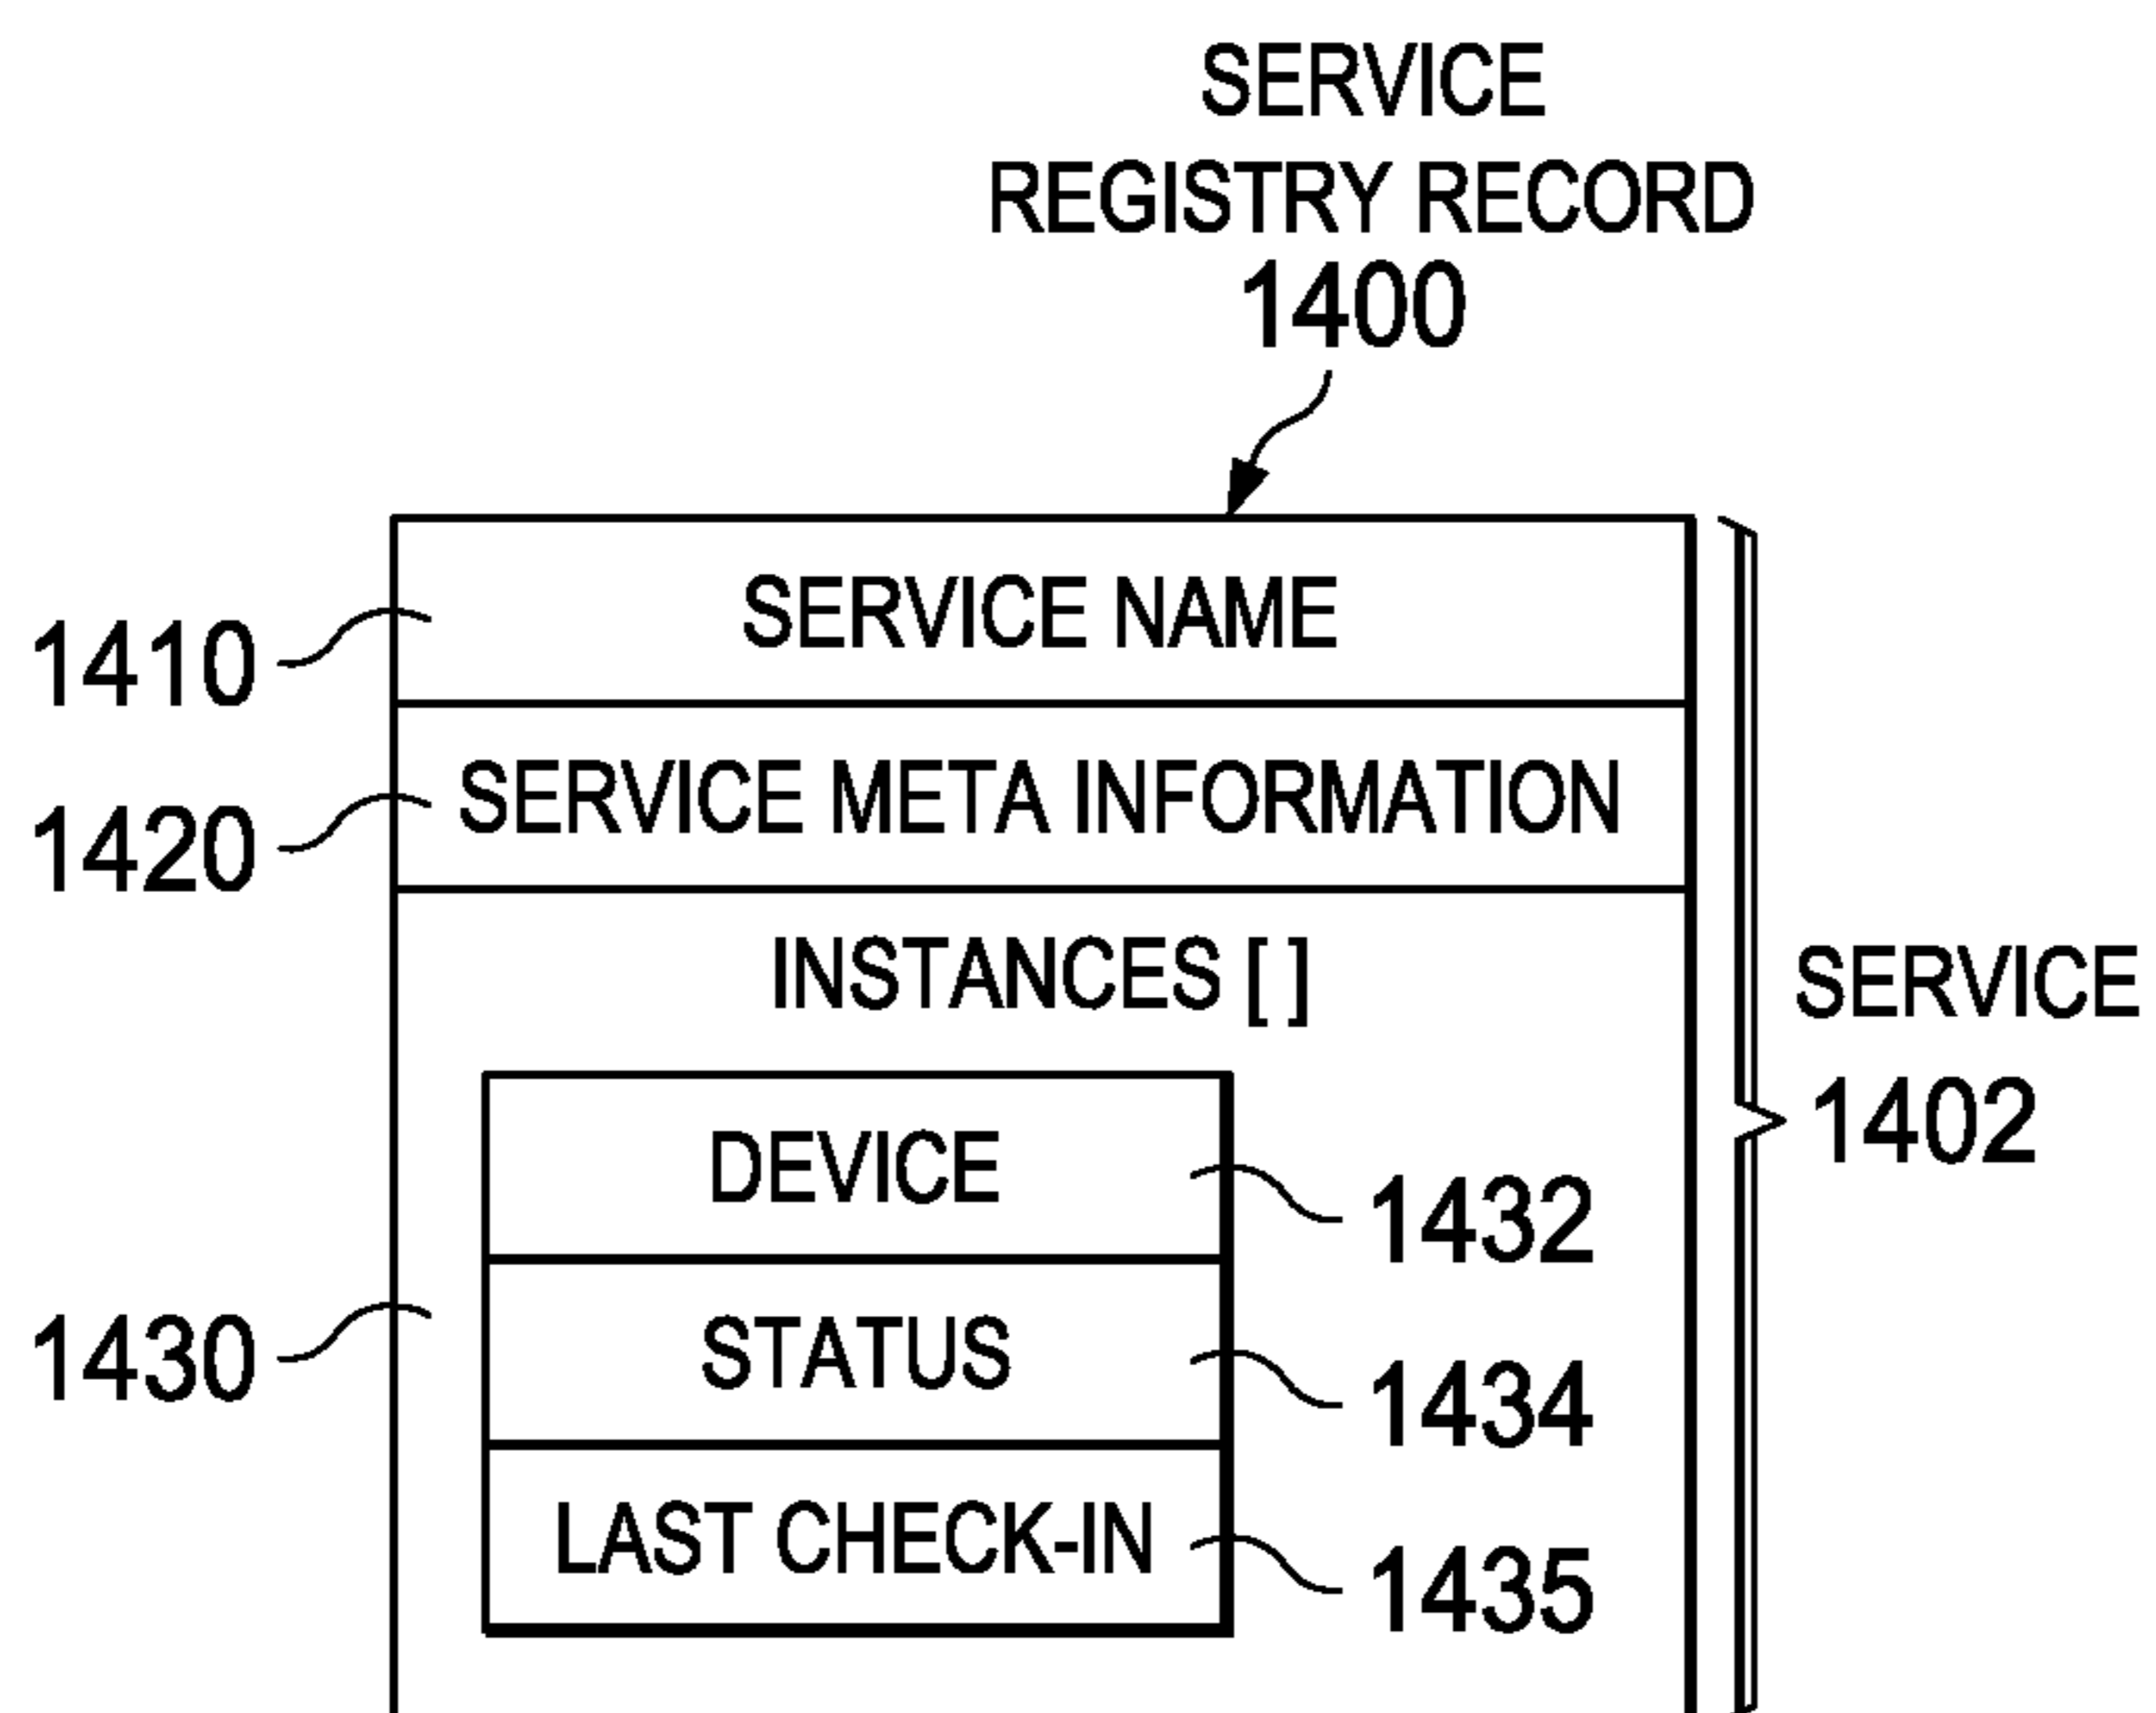 SERVICE
REGISTRY RECORD
1400
SERVICE NAME
1410
SERVICE META INFORMATION
1420
INSTANCES [ ]
SERVICE
1402
DEVICE
1432
1430
STATUS
1434
LAST CHECK-IN
1435